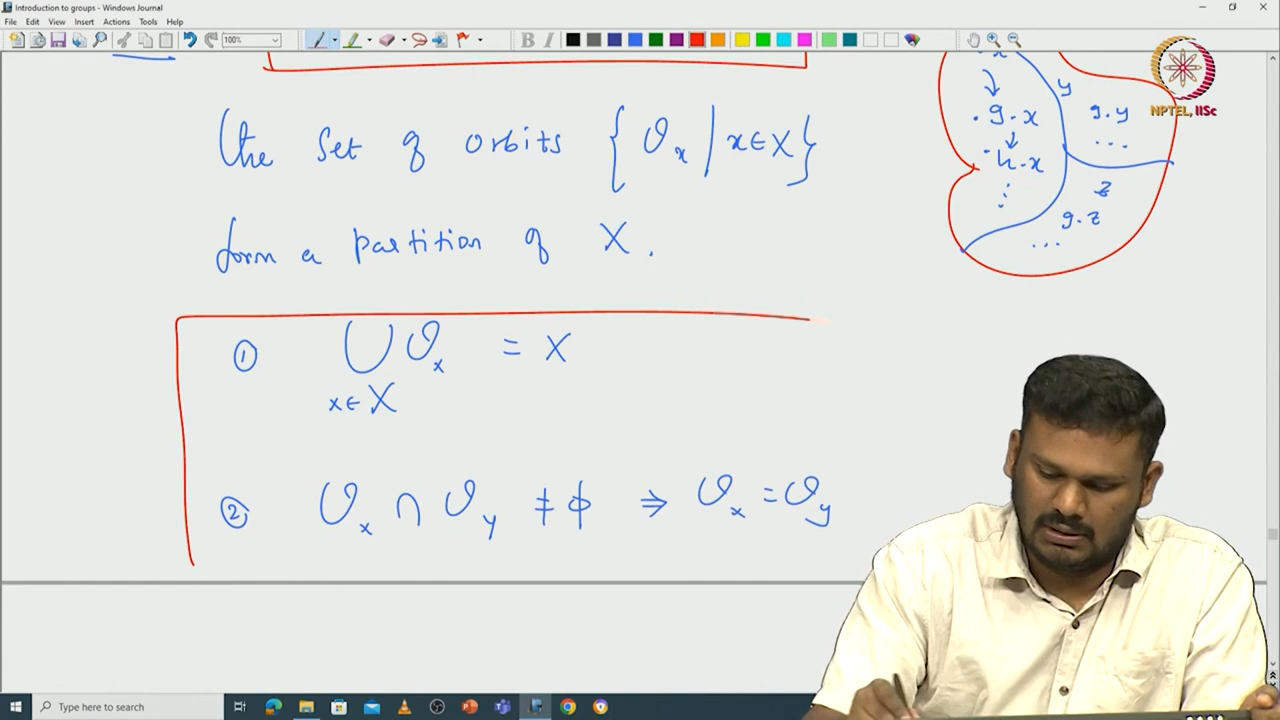 Introduction to groups - Windows Journal
File Edit View Insert Actions Tools Help
100%
B I
NPTEL, IISc
the set of orbits { O_x | x ∈ X }
form a partition of X.
① ⋃_{x ∈ X} O_x = X
② O_x ∩ O_y ≠ ϕ ⇒ O_x = O_y
x
· g·x
· h·x
⋮
y
g·y
...
z
g·z
...
Type here to search